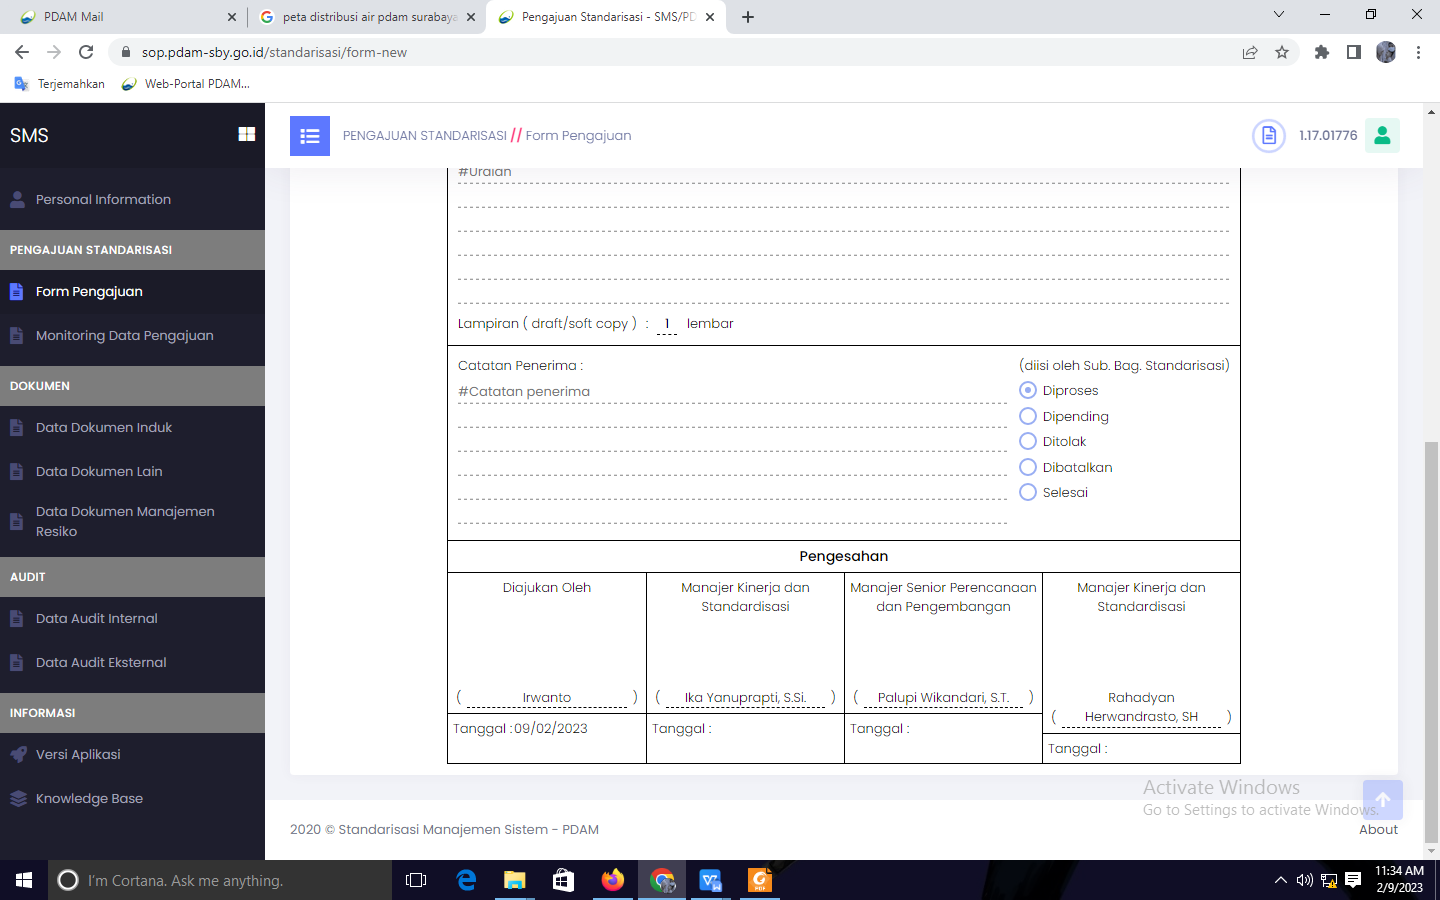 PDAM Mail
peta distribusi air pdam surabaya
Pengajuan Standarisasi - SMS/PD
sop.pdam-sby.go.id/standarisasi/form-new
Terjemahkan
Web-Portal PDAM...
SMS
PENGAJUAN STANDARISASI // Form Pengajuan
1.17.01776
Personal Information
PENGAJUAN STANDARISASI
Form Pengajuan
Monitoring Data Pengajuan
DOKUMEN
Data Dokumen Induk
Data Dokumen Lain
Data Dokumen Manajemen
Resiko
AUDIT
Data Audit Internal
Data Audit Eksternal
INFORMASI
Versi Aplikasi
Knowledge Base
#Uraian
Lampiran ( draft/soft copy ) : 1 lembar
Catatan Penerima :
#Catatan penerima
(diisi oleh Sub. Bag. Standarisasi)
Diproses
Dipending
Ditolak
Dibatalkan
Selesai
Pengesahan
Diajukan Oleh
( Irwanto )
Tanggal :09/02/2023
Manajer Kinerja dan
Standardisasi
( Ika Yanuprapti, S.Si. )
Tanggal :
Manajer Senior Perencanaan
dan Pengembangan
( Palupi Wikandari, S.T. )
Tanggal :
Manajer Kinerja dan
Standardisasi
Rahadyan
( Herwandrasto, SH )
Tanggal :
Activate Windows
Go to Settings to activate Windows.
2020 © Standarisasi Manajemen Sistem - PDAM
About
I'm Cortana. Ask me anything.
11:34 AM
2/9/2023